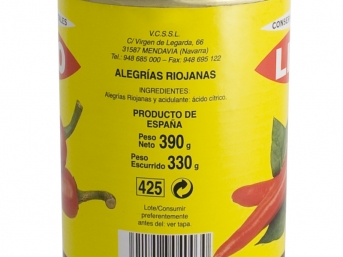 V.C.S.S.L.
C/ Virgen de Legarda, 66
31587 MENDAVIA (Navarra)
Tel. 948 685 000 – Fax: 948 695 122
ALEGRÍAS RIOJANAS
INGREDIENTES:
Alegrías Riojanas y acidulante: ácido cítrico.
PRODUCTO DE
ESPAÑA
Peso
Neto 390 g
Peso
Escurrido 330 g
425
Lote/Consumir
preferentemente
antes del: ver tapa.